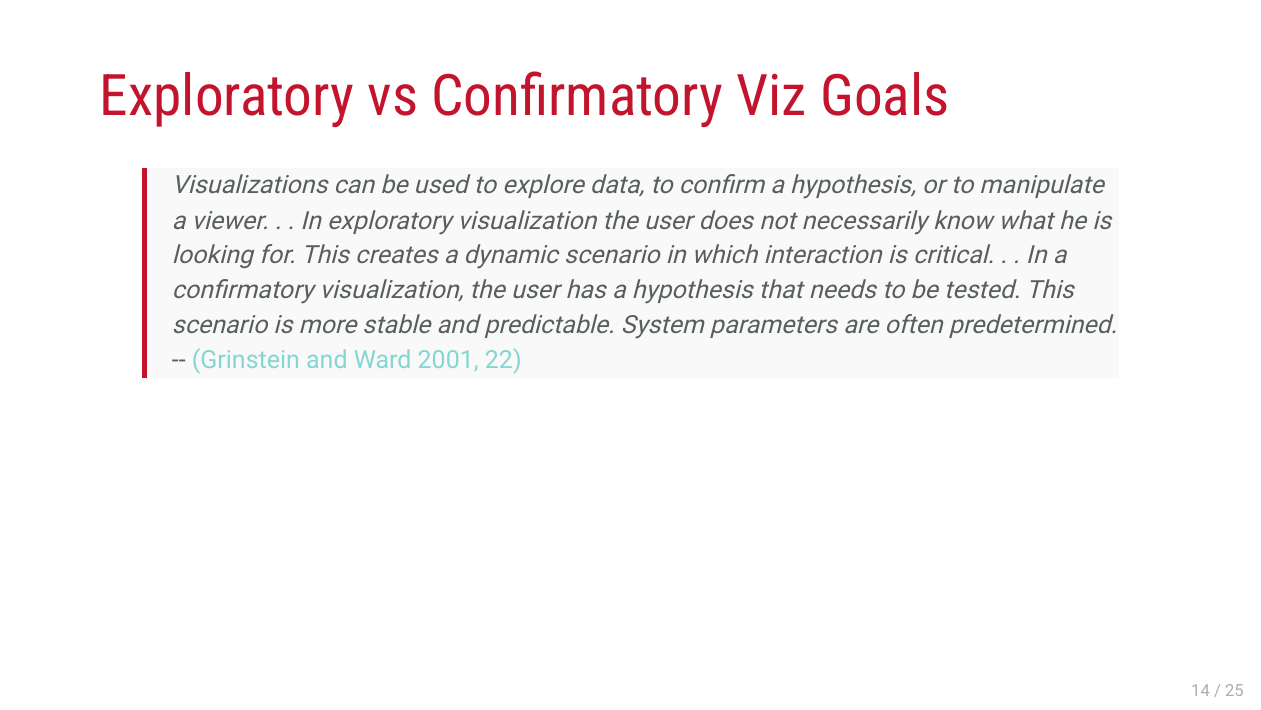 Exploratory vs Confirmatory Viz Goals
Visualizations can be used to explore data, to confirm a hypothesis, or to manipulate
a viewer. . . In exploratory visualization the user does not necessarily know what he is
looking for. This creates a dynamic scenario in which interaction is critical. . . In a
confirmatory visualization, the user has a hypothesis that needs to be tested. This
scenario is more stable and predictable. System parameters are often predetermined.
-- (Grinstein and Ward 2001, 22)
14 / 25